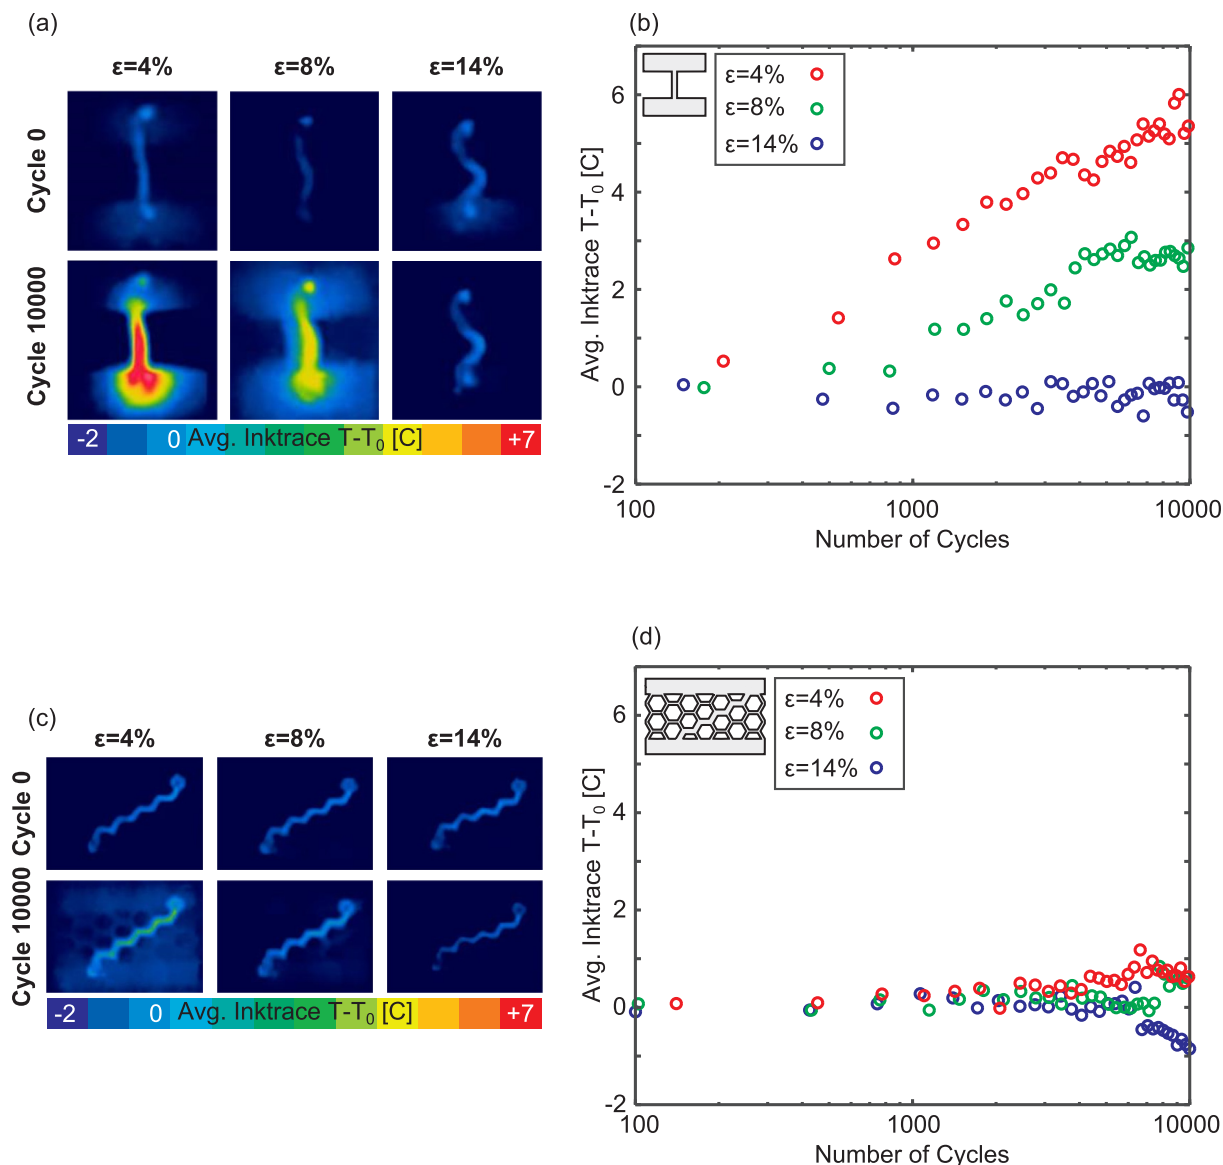 (a)
ε=4% ε=8% ε=14%
Cycle 0
Cycle 10000
-2 0 Avg. Inktrace T-T₀ [C] +7
(b)
ε=4%
ε=8%
ε=14%
6
4
2
0
-2
Avg. Inktrace T-T₀ [C]
100 1000 10000
Number of Cycles
(c)
ε=4% ε=8% ε=14%
Cycle 0
Cycle 10000
-2 0 Avg. Inktrace T-T₀ [C] +7
(d)
ε=4%
ε=8%
ε=14%
6
4
2
0
-2
Avg. Inktrace T-T₀ [C]
100 1000 10000
Number of Cycles